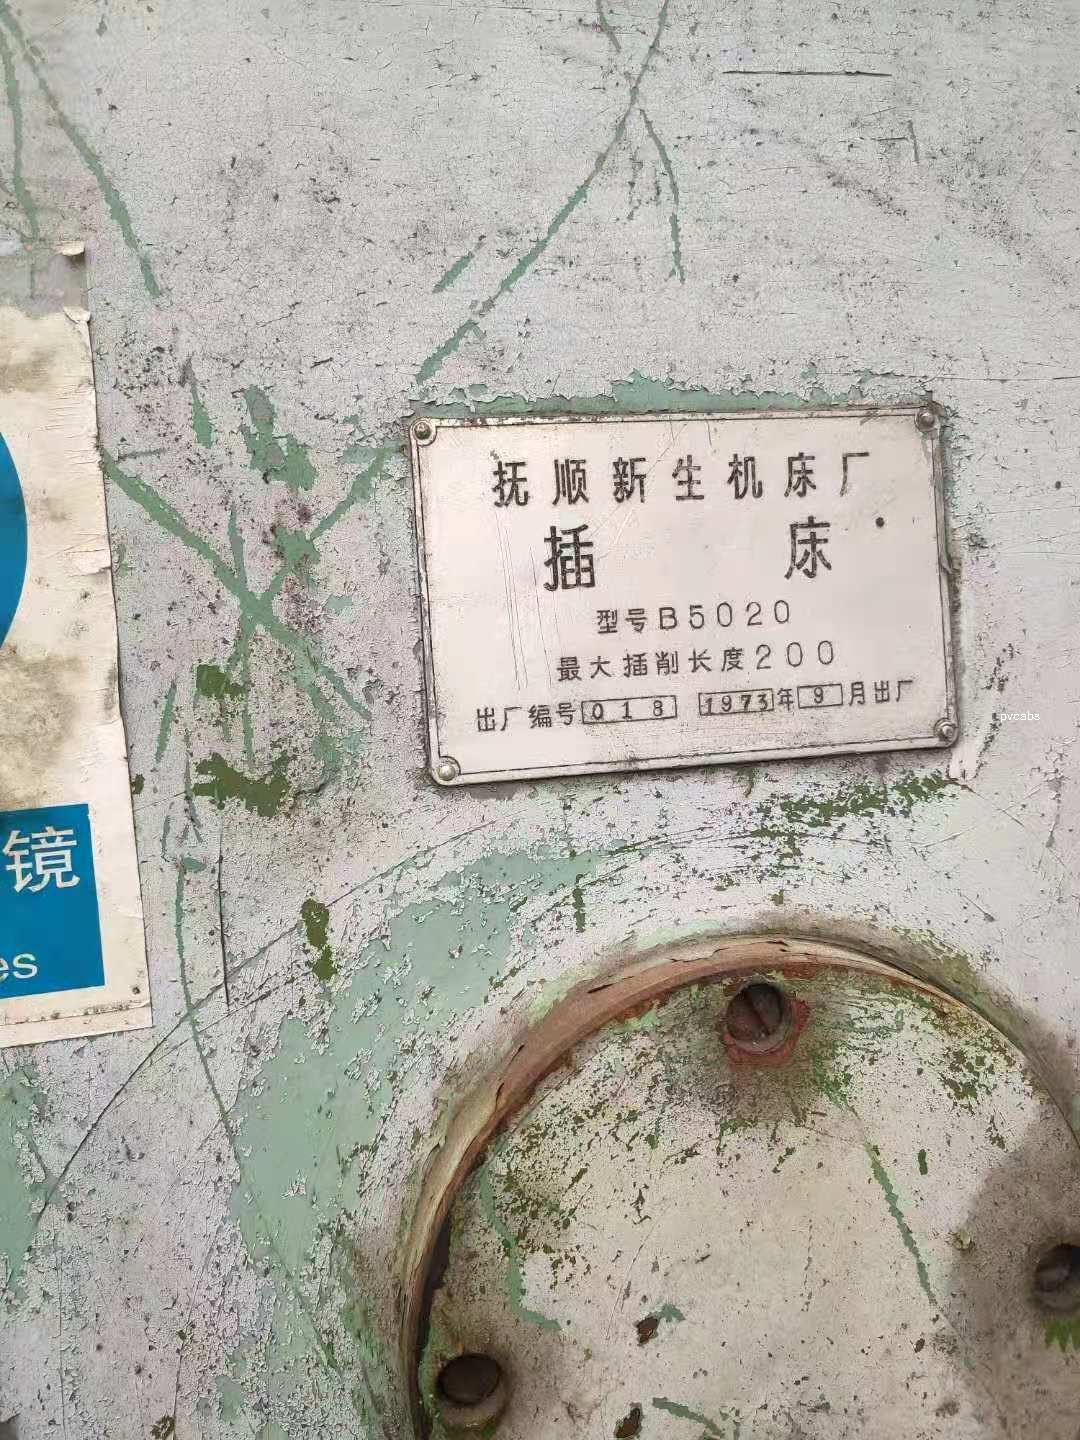 抚顺新生机床厂
插床
型号B5020
最大插削长度200
出厂编号018 1973年9月出厂
pvcabs
镜
es